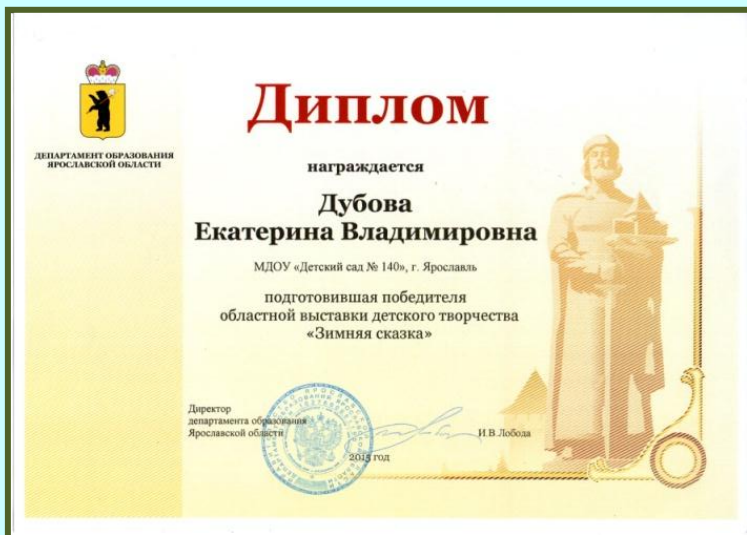 ДЕПАРТАМЕНТ ОБРАЗОВАНИЯ
ЯРОСЛАВСКОЙ ОБЛАСТИ
Диплом
награждается
Дубова
Екатерина Владимировна
МДОУ «Детский сад № 140», г. Ярославль
подготовившая победителя
областной выставки детского творчества
«Зимняя сказка»
Директор
департамента образования
Ярославской области
И.В.Лобода
2015 год